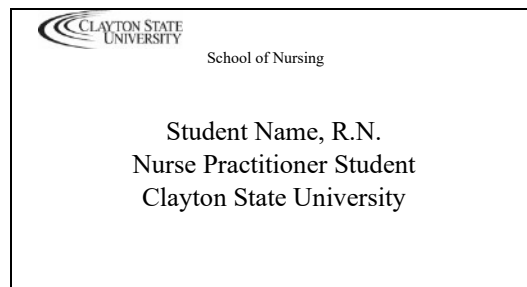 CLAYTON STATE
UNIVERSITY
School of Nursing
Student Name, R.N.
Nurse Practitioner Student
Clayton State University